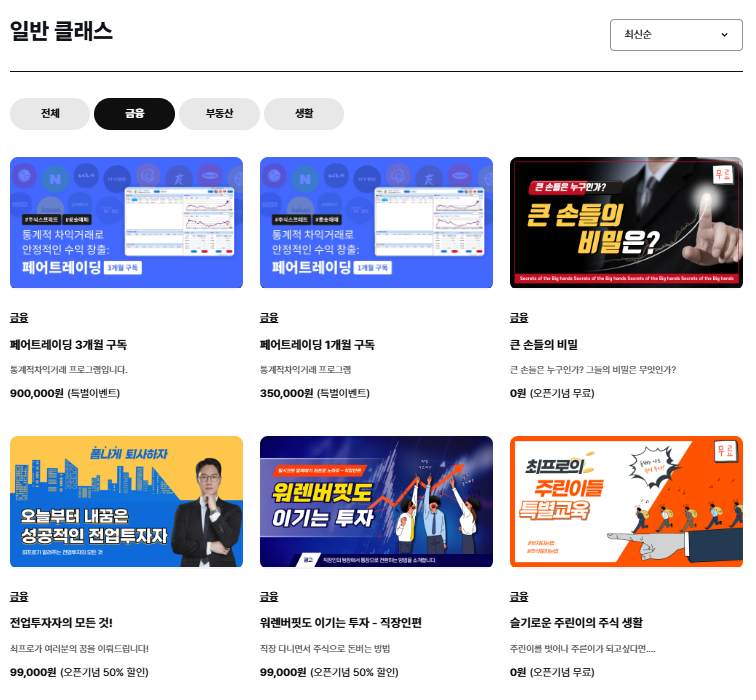 일반 클래스
최신순
전체
금융
부동산
생활
#주식스프레드 #롱숏매매
통계적 차익거래로
안정적인 수익 창출:
페어트레이딩 3개월 구독
금융
페어트레이딩 3개월 구독
통계적차익거래 프로그램입니다.
900,000원 (특별이벤트)
#주식스프레드 #롱숏매매
통계적 차익거래로
안정적인 수익 창출:
페어트레이딩 1개월 구독
금융
페어트레이딩 1개월 구독
통계적차익거래 프로그램
350,000원 (특별이벤트)
무료
큰 손들은 누구인가?
큰 손들의
비밀은?
Secrets of the Big hands Secrets of the Big hands Secrets of the Big hands Secrets of the Big hands
금융
큰 손들의 비밀
큰 손들은 누구인가? 그들의 비밀은 무엇인가?
0원 (오픈기념 무료)
폼나게 퇴사하자
오늘부터 내꿈은
성공적인 전업투자자
최프로가 알려주는 전업투자의 모든 것
금융
전업투자자의 모든 것!
최프로가 여러분의 꿈을 이뤄드립니다!
99,000원 (오픈기념 50% 할인)
워렌버핏도
이기는 투자
광고
금융
워렌버핏도 이기는 투자 - 직장인편
직장 다니면서 주식으로 돈버는 방법
99,000원 (오픈기념 50% 할인)
무료
최프로의
주린이들
특별교육
금융
슬기로운 주린이의 주식 생활
주린이를 벗어나 주른이가 되고싶다면....
0원 (오픈기념 무료)